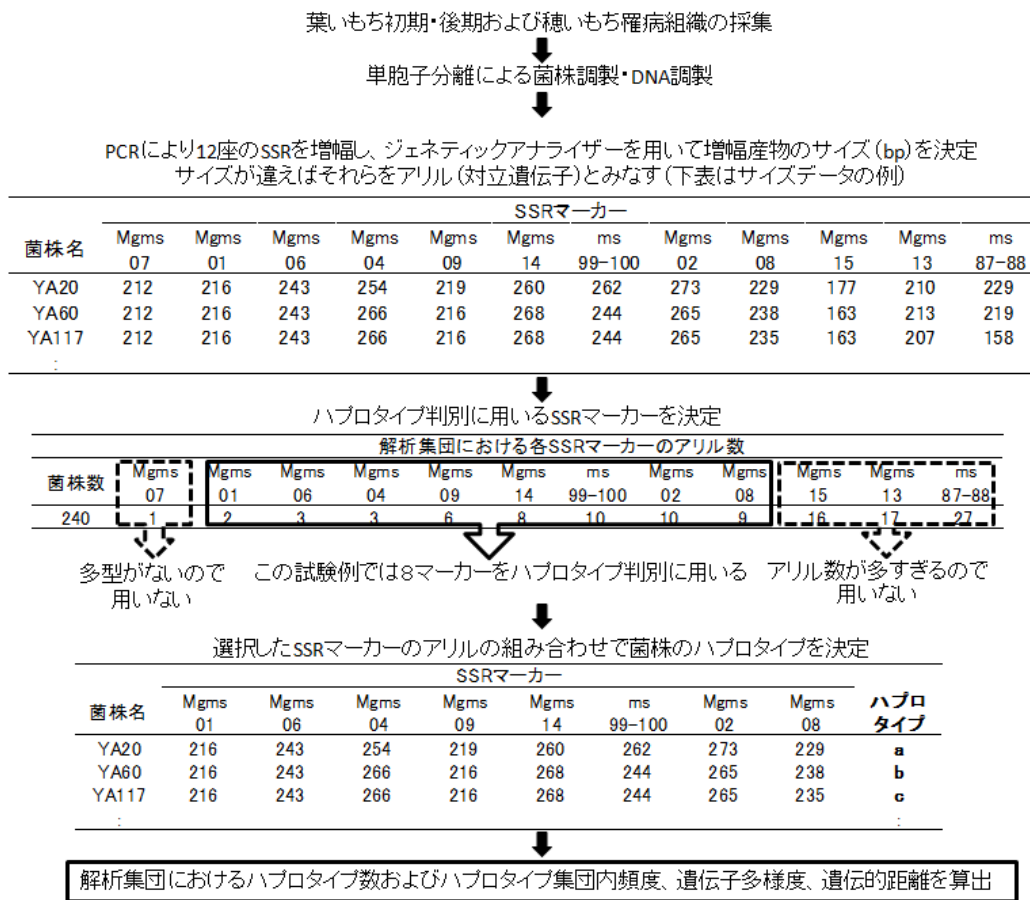 葉いもち初期・後期および穂いもち罹病組織の採集
単胞子分離による菌株調製・DNA調製
PCRにより12座のSSRを増幅し、ジェネティックアナライザーを用いて増幅産物のサイズ(bp)を決定
サイズが違えばそれらをアリル(対立遺伝子)とみなす(下表はサイズデータの例)
SSRマーカー
菌株名 Mgms Mgms Mgms Mgms Mgms Mgms ms Mgms Mgms Mgms Mgms ms
07 01 06 04 09 14 99-100 02 08 15 13 87-88
YA20 212 216 243 254 219 260 262 273 229 177 210 229
YA60 212 216 243 266 216 268 244 265 238 163 213 219
YA117 212 216 243 266 216 268 244 265 235 163 207 158
:
ハプロタイプ判別に用いるSSRマーカーを決定
解析集団における各SSRマーカーのアリル数
菌株数 Mgms Mgms Mgms Mgms Mgms Mgms ms Mgms Mgms Mgms Mgms ms
07 01 06 04 09 14 99-100 02 08 15 13 87-88
240 1 2 3 3 6 8 10 10 9 16 17 27
多型がないので この試験例では8マーカーをハプロタイプ判別に用いる アリル数が多すぎるので
用いない 用いない
選択したSSRマーカーのアリルの組み合わせで菌株のハプロタイプを決定
SSRマーカー
菌株名 Mgms Mgms Mgms Mgms Mgms ms Mgms Mgms ハプロ
01 06 04 09 14 99-100 02 08 タイプ
YA20 216 243 254 219 260 262 273 229 a
YA60 216 243 266 216 268 244 265 238 b
YA117 216 243 266 216 268 244 265 235 c
: :
解析集団におけるハプロタイプ数およびハプロタイプ集団内頻度、遺伝子多様度、遺伝的距離を算出